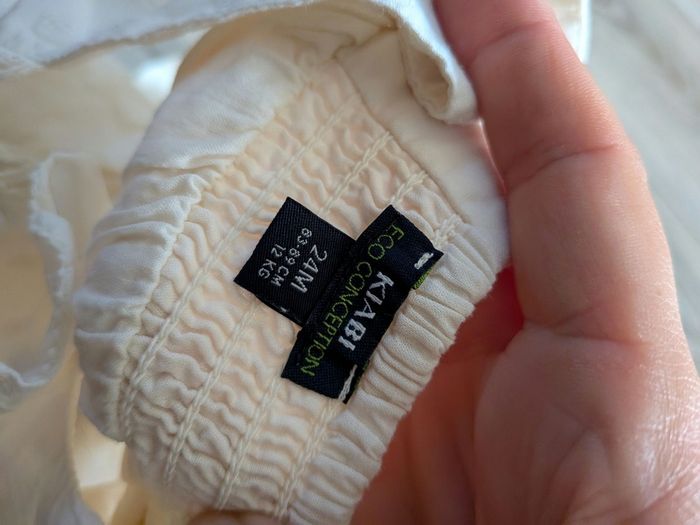 KIABI
ECO CONCEPTION
24M
83-89 CM
12 KG